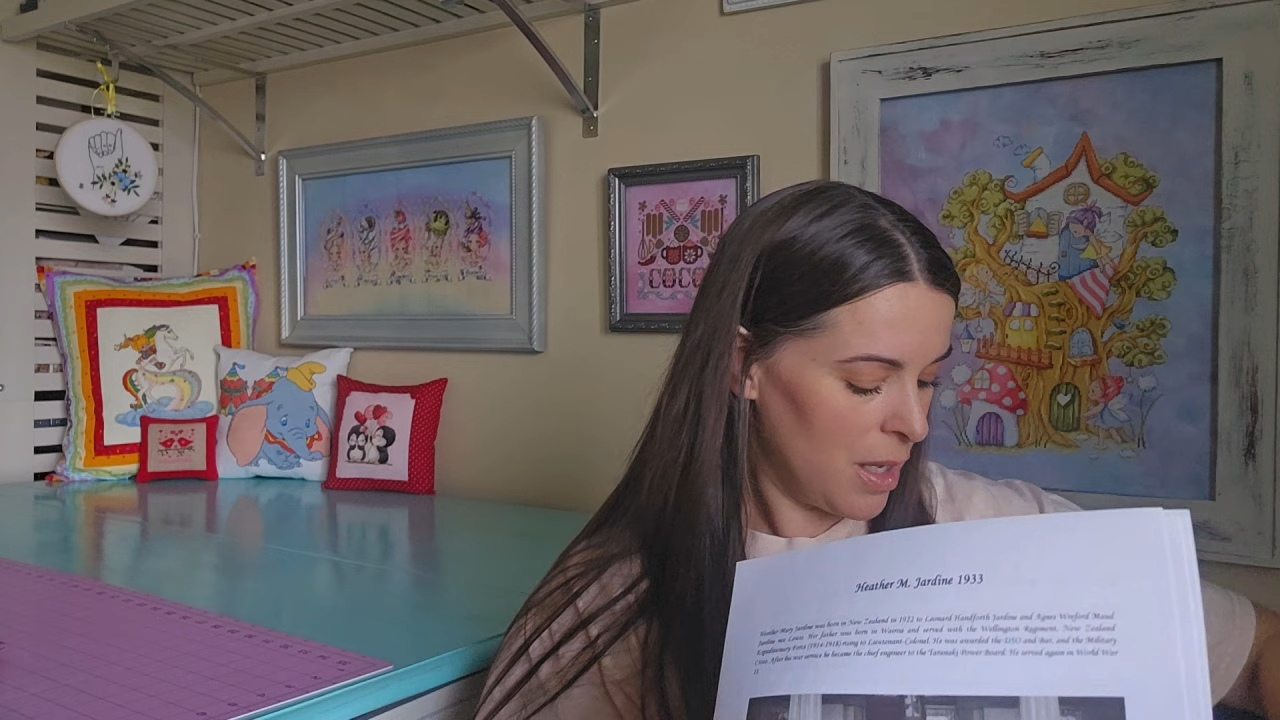 COCO
Heather M. Jardine 1933
Heather Mary Jardine was born in New Zealand in 1922 to Leonard Handforth Jardine and Agnes Winford Maud
Jardine nee Lewis. Her father was born in and served with the Wellington Regiment, New Zealand
Expeditionary Force (1914-1918) rising to Lieutenant-Colonel. He was awarded the DSO and Bar, and the Military
Cross. After his war service he became the chief engineer to the Taranaki Power Board. He served again in World War
II